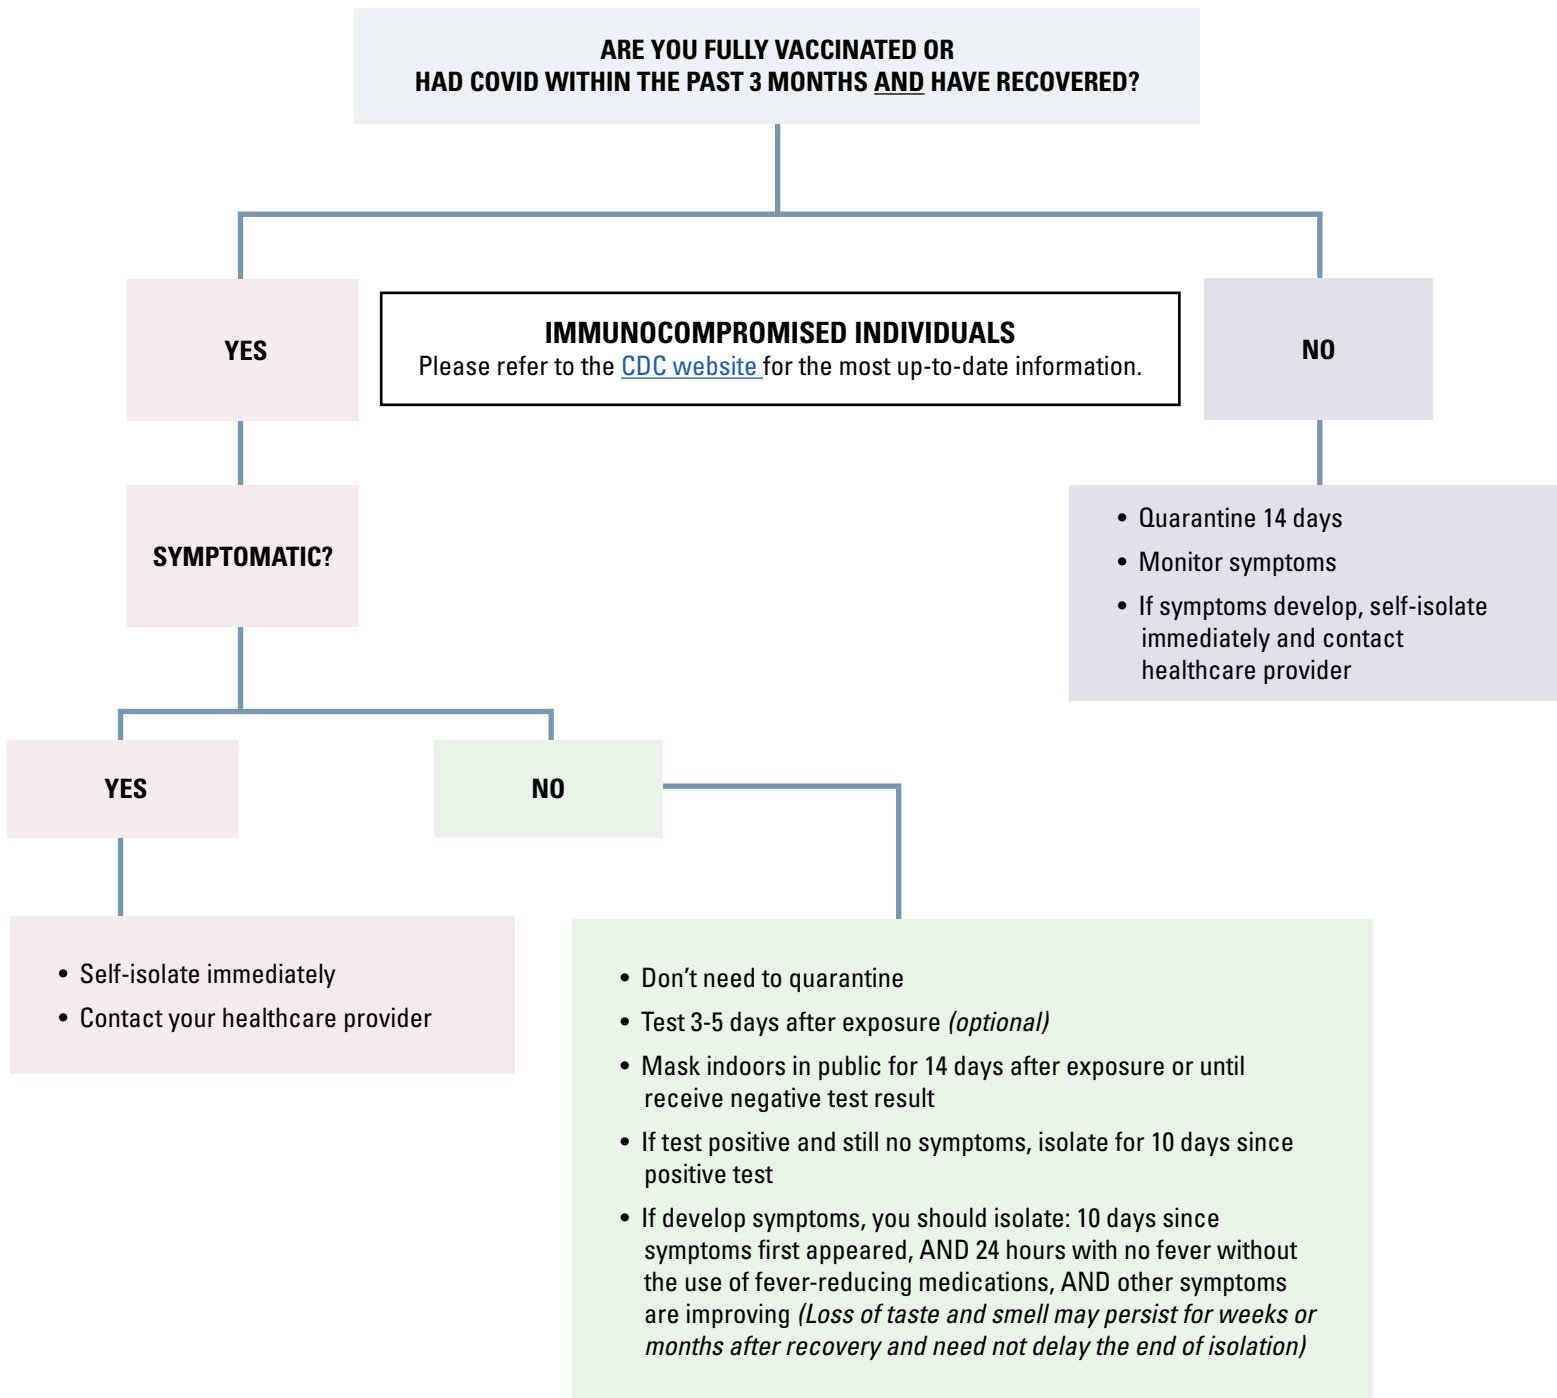 ARE YOU FULLY VACCINATED OR
HAD COVID WITHIN THE PAST 3 MONTHS AND HAVE RECOVERED?
YES
IMMUNOCOMPROMISED INDIVIDUALS
Please refer to the CDC website for the most up-to-date information.
NO
SYMPTOMATIC?
• Quarantine 14 days
• Monitor symptoms
• If symptoms develop, self-isolate
immediately and contact
healthcare provider
YES
NO
• Self-isolate immediately
• Contact your healthcare provider
• Don’t need to quarantine
• Test 3-5 days after exposure (optional)
• Mask indoors in public for 14 days after exposure or until
receive negative test result
• If test positive and still no symptoms, isolate for 10 days since
positive test
• If develop symptoms, you should isolate: 10 days since
symptoms first appeared, AND 24 hours with no fever without
the use of fever-reducing medications, AND other symptoms
are improving (Loss of taste and smell may persist for weeks or
months after recovery and need not delay the end of isolation)